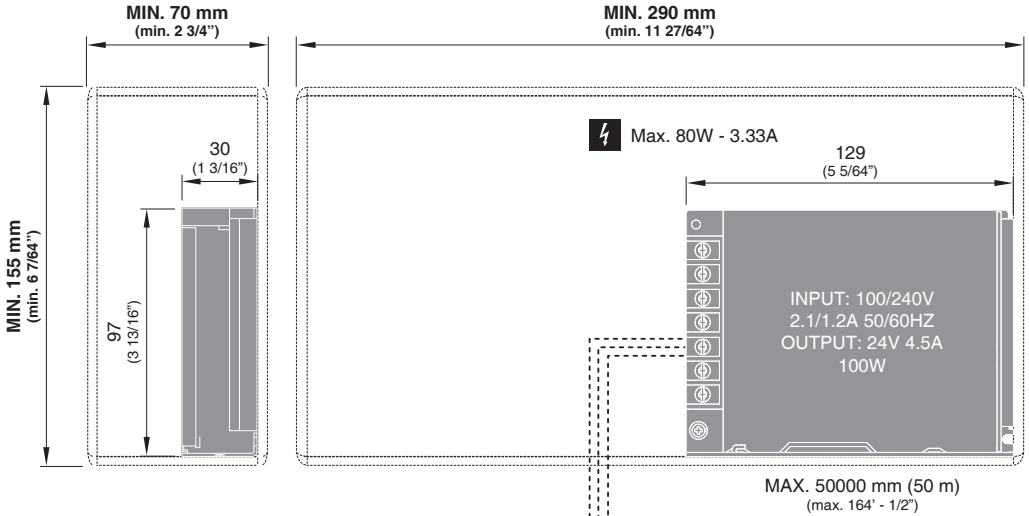 MIN. 70 mm
(min. 2 3/4”)
MIN. 290 mm
(min. 11 27/64”)
Max. 80W - 3.33A
30
(1 3/16”)
129
(5 5/64”)
MIN. 155 mm
(min. 6 7/64”)
97
(3 13/16”)
INPUT: 100/240V
2.1/1.2A 50/60HZ
OUTPUT: 24V 4.5A
100W
MAX. 50000 mm (50 m)
(max. 164’ - 1/2”)